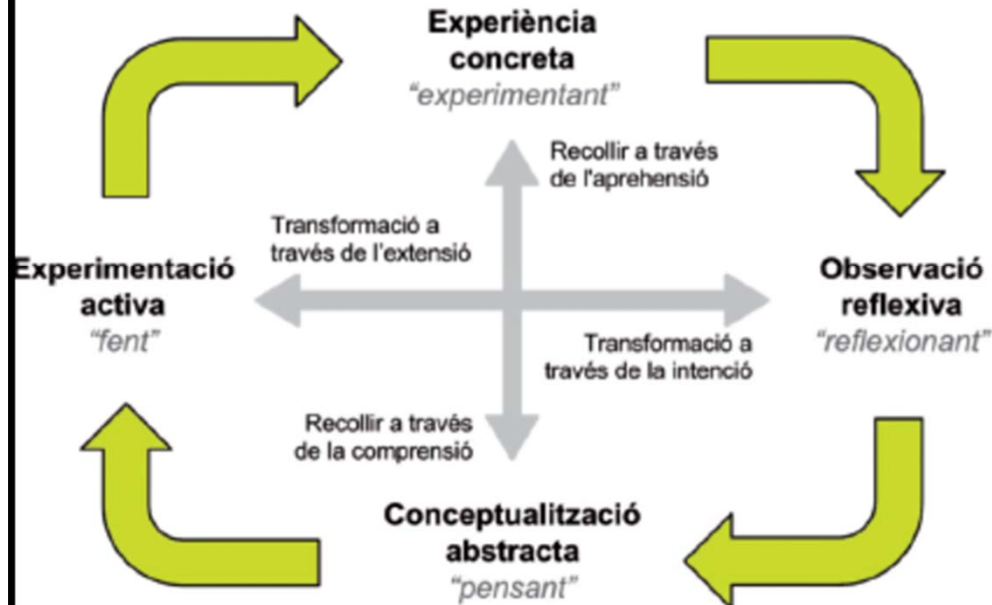 Experiència
concreta
“experimentant”
Recollir a través
de l'aprehensió
Transformació a
través de l'extensió
Experimentació
activa
“fent”
Observació
reflexiva
“reflexionant”
Transformació a
través de la intenció
Recollir a través
de la comprensió
Conceptualització
abstracta
“pensant”